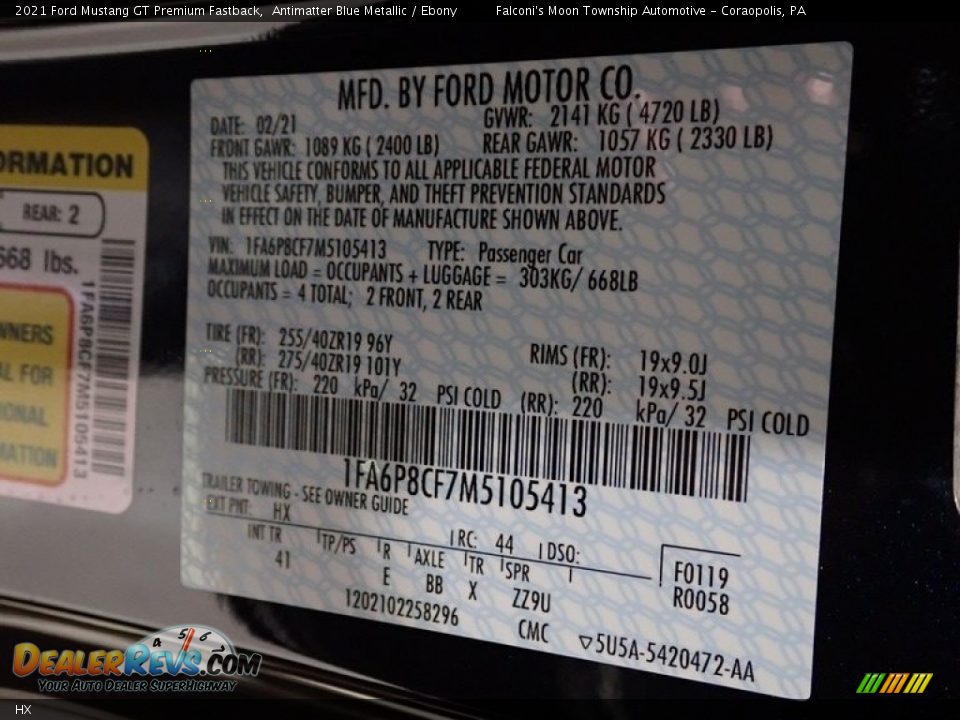 2021 Ford Mustang GT Premium Fastback, Antimatter Blue Metallic / Ebony Falconi's Moon Township Automotive - Coraopolis, PA
ORMATION
REAR: 2
668 lbs.
1FA6P8CF7M5105413
WNERS
AL FOR
IONAL
MATION
MFD. BY FORD MOTOR CO.
DATE: 02/21 GVWR: 2141 KG ( 4720 LB)
FRONT GAWR: 1089 KG ( 2400 LB) REAR GAWR: 1057 KG ( 2330 LB)
THIS VEHICLE CONFORMS TO ALL APPLICABLE FEDERAL MOTOR
VEHICLE SAFETY, BUMPER, AND THEFT PREVENTION STANDARDS
IN EFFECT ON THE DATE OF MANUFACTURE SHOWN ABOVE.
VIN: 1FA6P8CF7M5105413 TYPE: Passenger Car
MAXIMUM LOAD = OCCUPANTS + LUGGAGE = 303KG/ 668LB
OCCUPANTS = 4 TOTAL; 2 FRONT, 2 REAR
TIRE (FR): 255/40ZR19 96Y RIMS (FR): 19x9.0J
(RR): 275/40ZR19 101Y (RR): 19x9.5J
PRESSURE (FR): 220 kPa/ 32 PSI COLD (RR): 220 kPa/ 32 PSI COLD
1FA6P8CF7M5105413
TRAILER TOWING - SEE OWNER GUIDE
EXT PNT: HX RC: 44 DSO: F0119
INT TR TP/PS R AXLE TR SPR R0058
41 E BB X ZZ9U
1202102258296 CMC 5U5A-5420472-AA
DealerRevs.com
Your Auto Dealer SuperHighway
HX